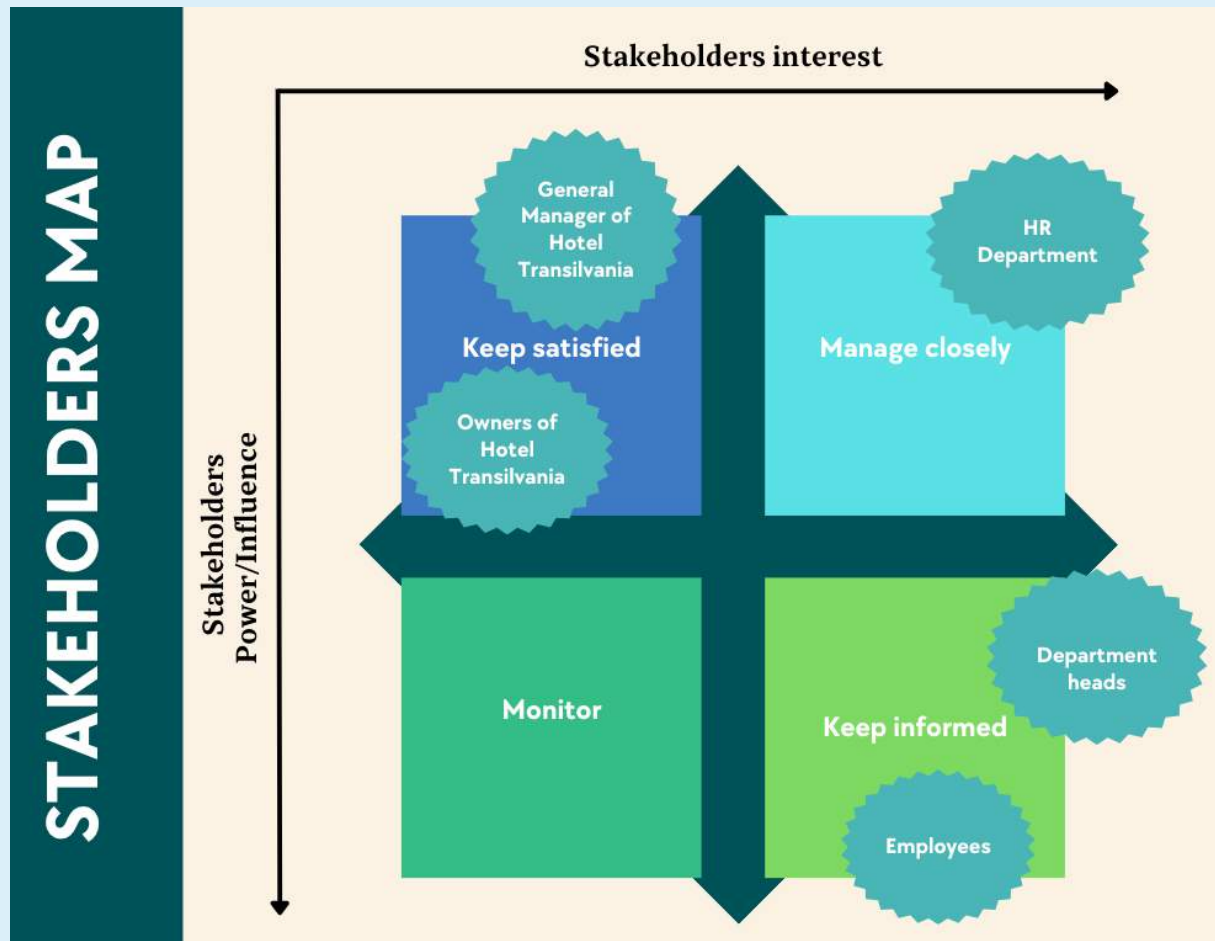 STAKEHOLDERS MAP
Stakeholders interest
Stakeholders
Power/Influence
General
Manager of
Hotel
Transilvania
Keep satisfied
Owners of
Hotel
Transilvania
HR
Department
Manage closely
Monitor
Department
heads
Keep informed
Employees